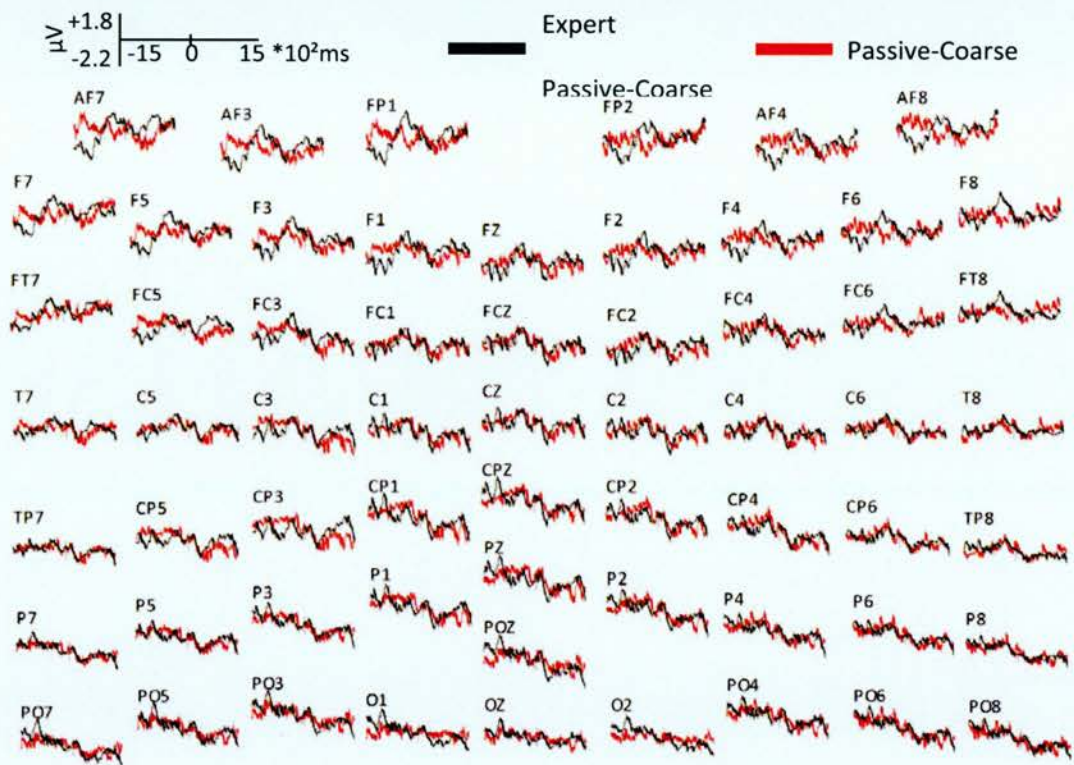 +1.8
µV
-2.2
-15 0 15 *10²ms
Expert
Passive-Coarse
Passive-Coarse
AF7 AF3 FP1 FP2 AF4 AF8
F7 F5 F3 F1 FZ F2 F4 F6 F8
FT7 FC5 FC3 FC1 FCZ FC2 FC4 FC6 FT8
T7 C5 C3 C1 CZ C2 C4 C6 T8
TP7 CP5 CP3 CP1 CPZ CP2 CP4 CP6 TP8
P7 P5 P3 P1 PZ P2 P4 P6 P8
POZ
PO7 PO5 PO3 O1 OZ O2 PO4 PO6 PO8